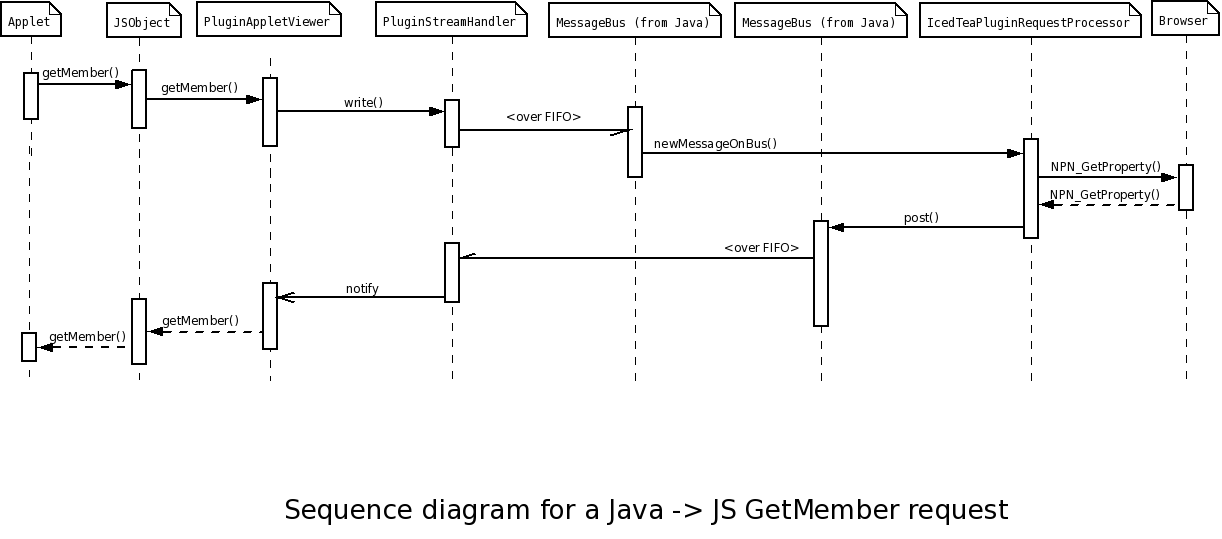 Applet
JSObject
PluginAppletViewer
PluginStreamHandler
MessageBus (from Java)
MessageBus (from Java)
IcedTeaPluginRequestProcessor
Browser
getMember()
getMember()
write()
<over FIFO>
newMessageOnBus()
NPN_GetProperty()
NPN_GetProperty()
post()
<over FIFO>
notify
getMember()
getMember()
Sequence diagram for a Java -> JS GetMember request